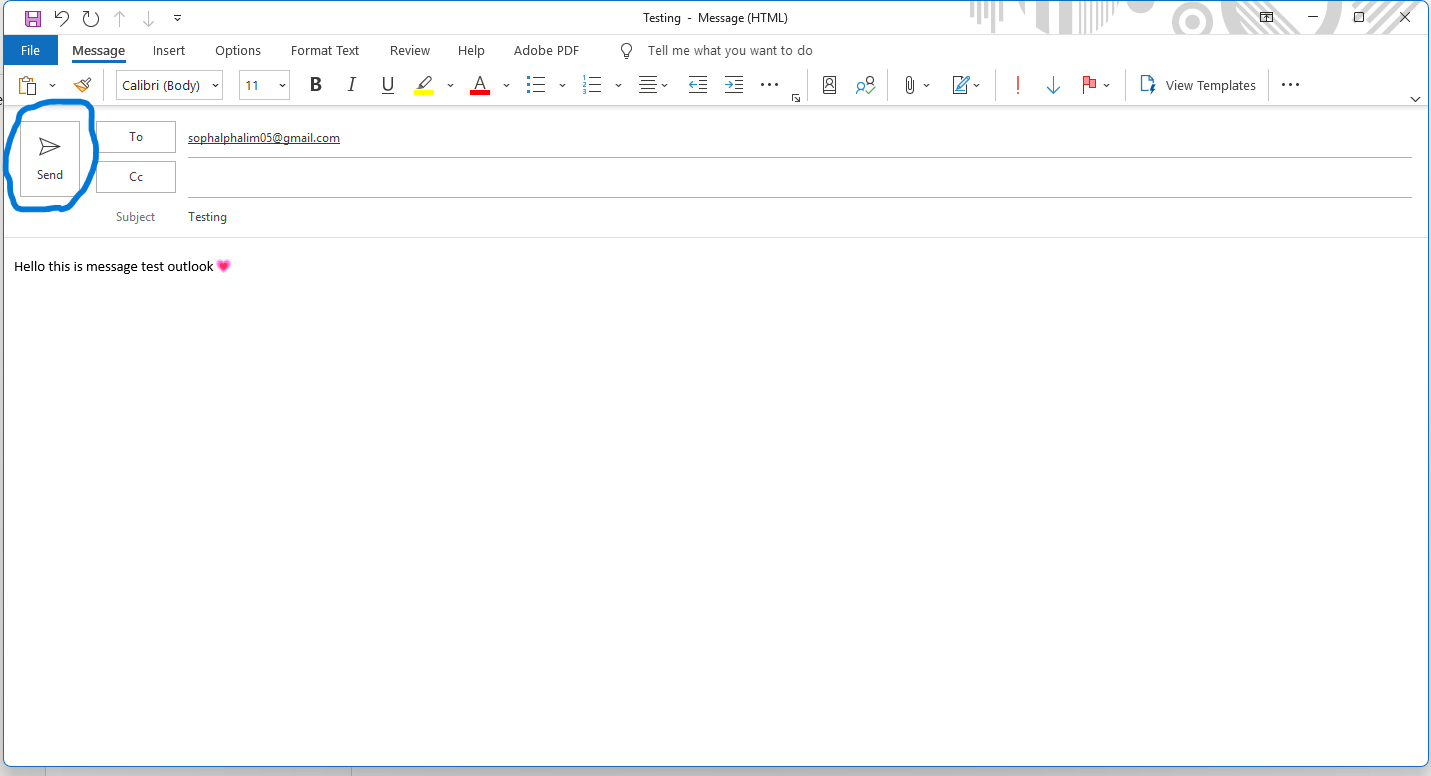 Testing - Message (HTML)
File Message Insert Options Format Text Review Help Adobe PDF Tell me what you want to do
Calibri (Body) 11 B I U A View Templates
Send
To sophalphalim05@gmail.com
Cc
Subject Testing
Hello this is message test outlook 💗